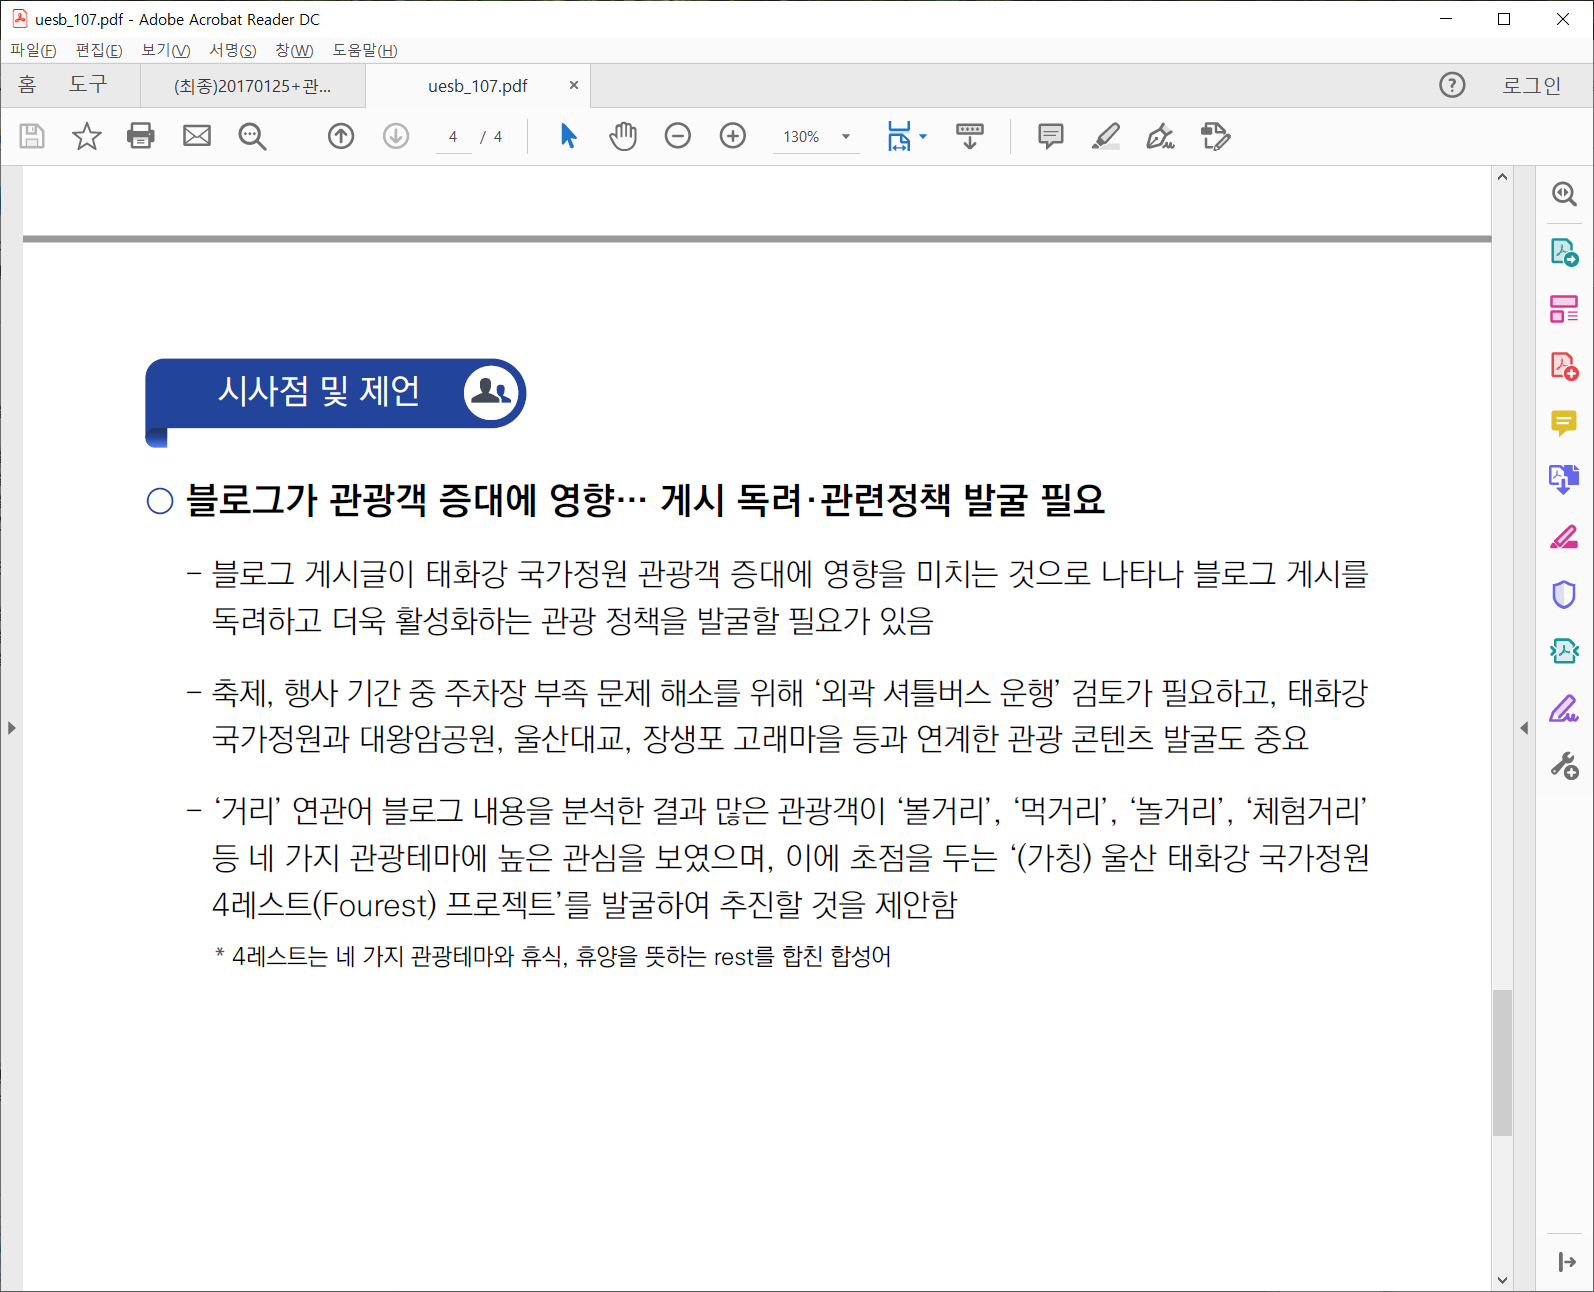 uesb_107.pdf - Adobe Acrobat Reader DC
파일(F) 편집(E) 보기(V) 서명(S) 창(W) 도움말(H)
홈 도구 (최종)20170125+관... uesb_107.pdf × ? 로그인
4 / 4 130%
시사점 및 제언
○ 블로그가 관광객 증대에 영향… 게시 독려·관련정책 발굴 필요
- 블로그 게시글이 태화강 국가정원 관광객 증대에 영향을 미치는 것으로 나타나 블로그 게시를
독려하고 더욱 활성화하는 관광 정책을 발굴할 필요가 있음
- 축제, 행사 기간 중 주차장 부족 문제 해소를 위해 ‘외곽 셔틀버스 운행’ 검토가 필요하고, 태화강
국가정원과 대왕암공원, 울산대교, 장생포 고래마을 등과 연계한 관광 콘텐츠 발굴도 중요
- ‘거리’ 연관어 블로그 내용을 분석한 결과 많은 관광객이 ‘볼거리’, ‘먹거리’, ‘놀거리’, ‘체험거리’
등 네 가지 관광테마에 높은 관심을 보였으며, 이에 초점을 두는 ‘(가칭) 울산 태화강 국가정원
4레스트(Fourest) 프로젝트’를 발굴하여 추진할 것을 제안함
* 4레스트는 네 가지 관광테마와 휴식, 휴양을 뜻하는 rest를 합친 합성어